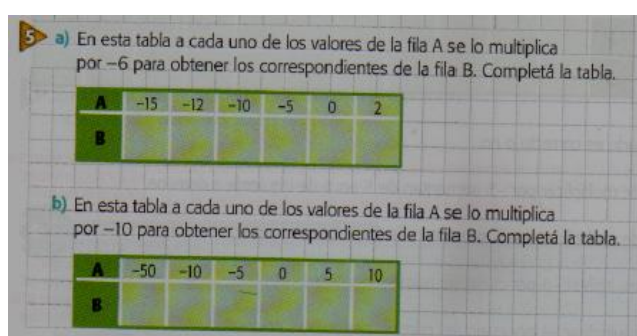 5 a) En esta tabla a cada uno de los valores de la fila A se lo multiplica
por –6 para obtener los correspondientes de la fila B. Completá la tabla.
A –15 –12 –10 –5 0 2
B
b) En esta tabla a cada uno de los valores de la fila A se lo multiplica
por –10 para obtener los correspondientes de la fila B. Completá la tabla.
A –50 –10 –5 0 5 10
B